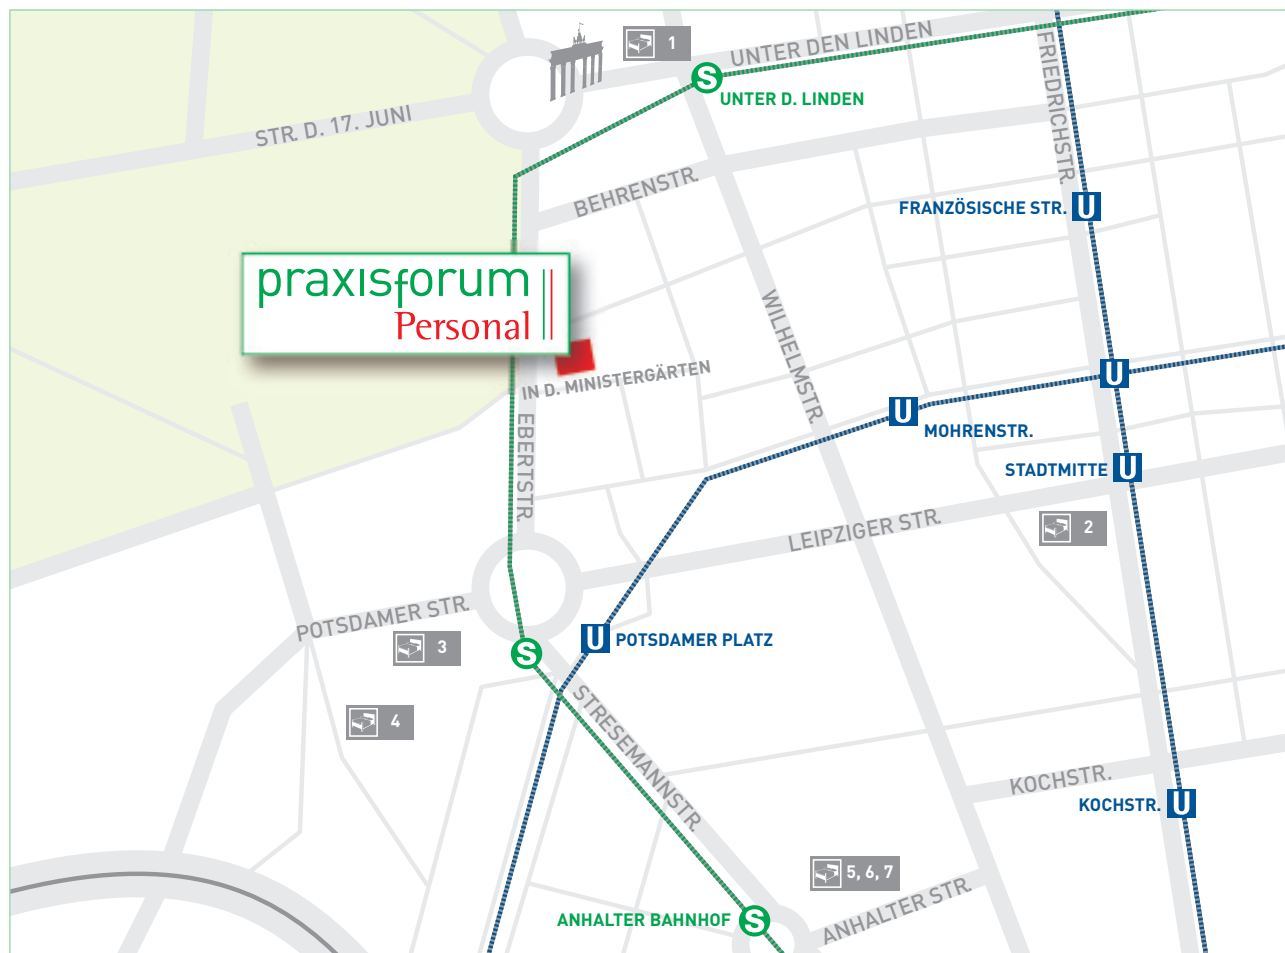 1
UNTER DEN LINDEN
UNTER D. LINDEN
FRIEDRICHSTR.
STR. D. 17. JUNI
BEHRENSTR.
FRANZÖSISCHE STR. U
S
praxisforum
Personal
WILHELMSTR.
IN D. MINISTERGÄRTEN
U
EBERTSTR.
U
MOHRENSTR.
STADTMITTE U
LEIPZIGER STR.
2
POTSDAMER STR.
3
S
U POTSDAMER PLATZ
4
STRESEMANNSTR.
KOCHSTR.
KOCHSTR. U
5, 6, 7
ANHALTER STR.
ANHALTER BAHNHOF S